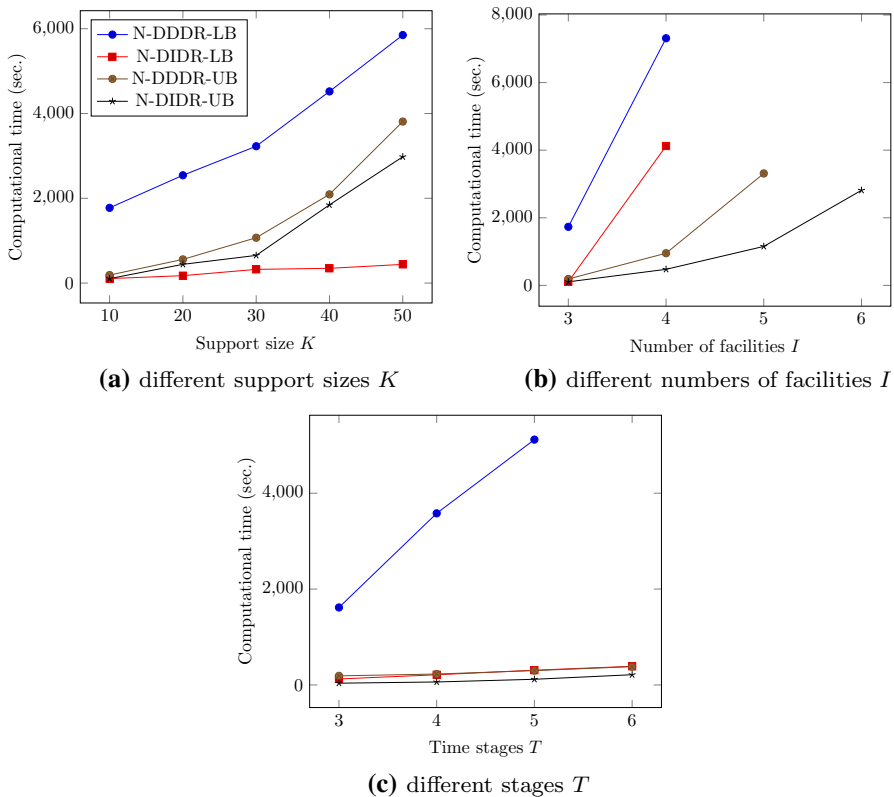 6,000
4,000
2,000
0
Computational time (sec.)
N-DDDR-LB
N-DIDR-LB
N-DDDR-UB
N-DIDR-UB
10 20 30 40 50
Support size K
(a) different support sizes K
8,000
6,000
4,000
2,000
0
Computational time (sec.)
3 4 5 6
Number of facilities I
(b) different numbers of facilities I
4,000
2,000
0
Computational time (sec.)
3 4 5 6
Time stages T
(c) different stages T